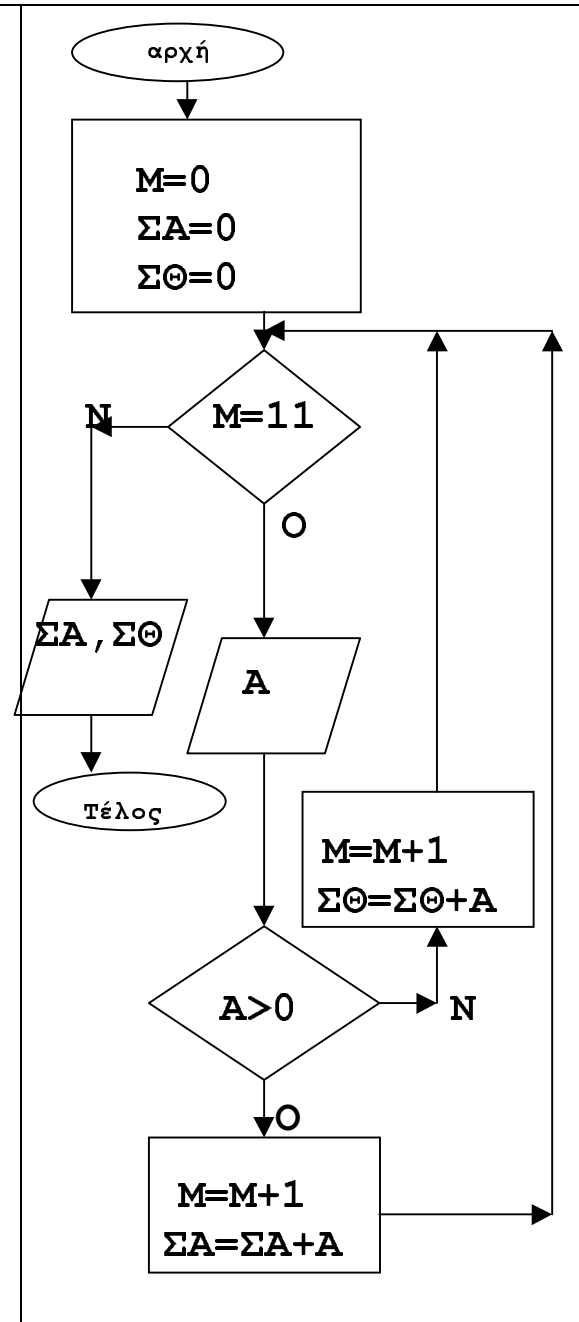 αρχή
M=0
ΣΑ=0
ΣΘ=0
M=11
N
O
ΣΑ,ΣΘ
A
Τέλος
M=M+1
ΣΘ=ΣΘ+A
A>0
N
O
M=M+1
ΣΑ=ΣΑ+A